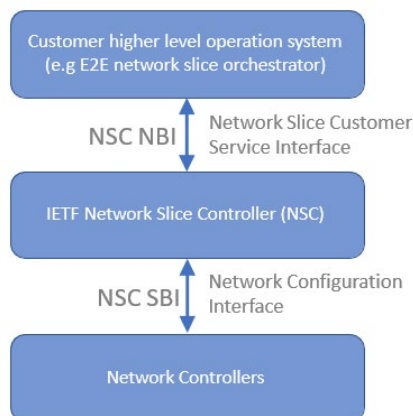 Customer higher level operation system
(e.g E2E network slice orchestrator)
NSC NBI
Network Slice Customer
Service Interface
IETF Network Slice Controller (NSC)
NSC SBI
Network Configuration
Interface
Network Controllers